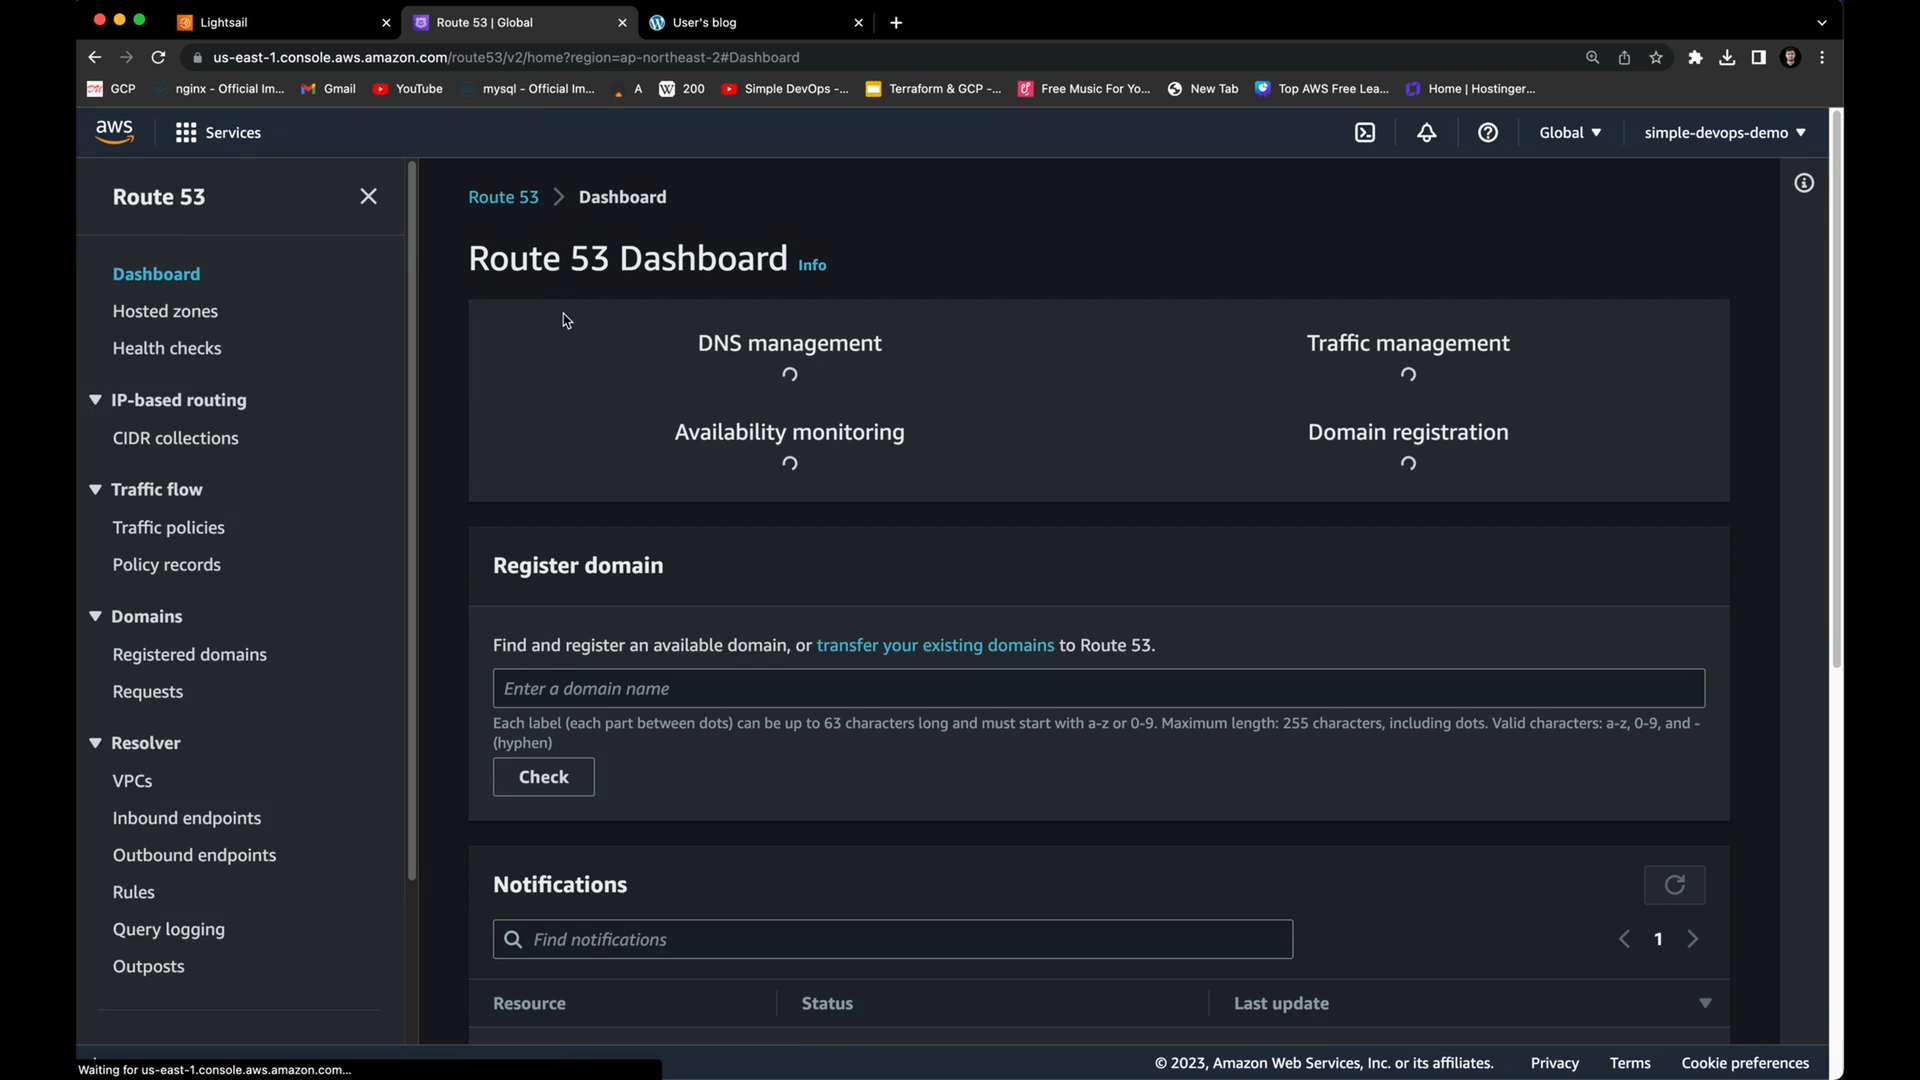 Lightsail
Route 53 | Global
User's blog
us-east-1.console.aws.amazon.com/route53/v2/home?region=ap-northeast-2#Dashboard
GCP
nginx - Official Im...
Gmail
YouTube
mysql - Official Im...
A
200
Simple DevOps -...
Terraform & GCP -...
Free Music For Yo...
New Tab
Top AWS Free Lea...
Home | Hostinger...
aws
Services
Global
simple-devops-demo
Route 53
Dashboard
Hosted zones
Health checks
IP-based routing
CIDR collections
Traffic flow
Traffic policies
Policy records
Domains
Registered domains
Requests
Resolver
VPCs
Inbound endpoints
Outbound endpoints
Rules
Query logging
Outposts
Route 53 > Dashboard
Route 53 Dashboard Info
DNS management
Traffic management
Availability monitoring
Domain registration
Register domain
Find and register an available domain, or transfer your existing domains to Route 53.
Enter a domain name
Each label (each part between dots) can be up to 63 characters long and must start with a-z or 0-9. Maximum length: 255 characters, including dots. Valid characters: a-z, 0-9, and -
(hyphen)
Check
Notifications
Find notifications
1
Resource
Status
Last update
Waiting for us-east-1.console.aws.amazon.com...
© 2023, Amazon Web Services, Inc. or its affiliates.
Privacy
Terms
Cookie preferences